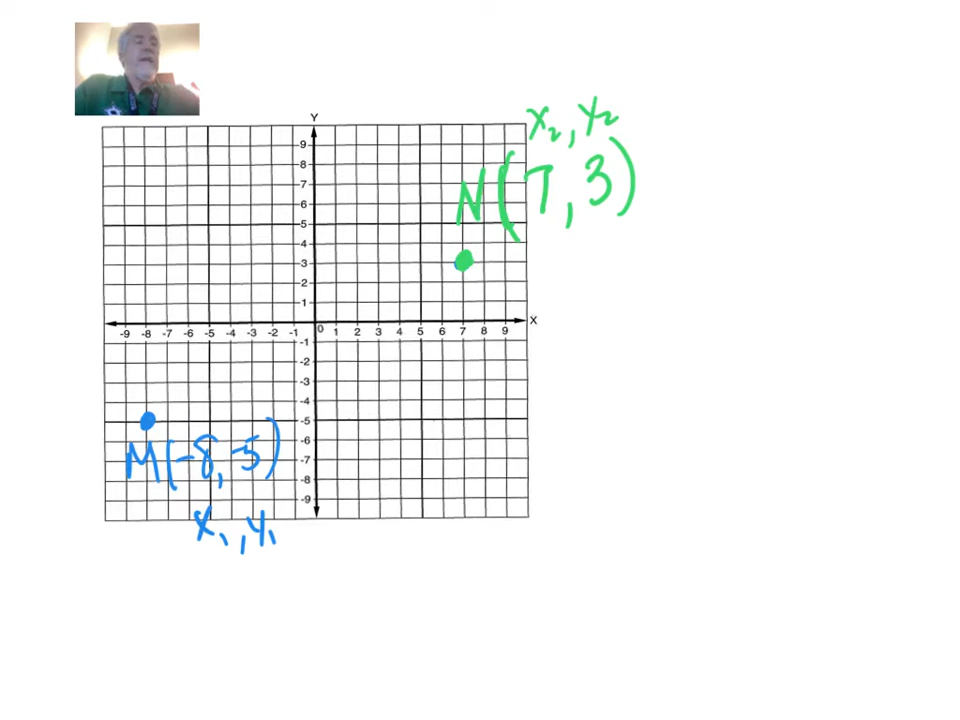 Y
x₂, y₂
N(7, 3)
9
8
7
6
5
4
3
2
1
X
0 1 2 3 4 5 6 7 8 9
-9 -8 -7 -6 -5 -4 -3 -2 -1
-1
-2
-3
-4
-5
-6
-7
-8
-9
M(-8, -5)
x₁, y₁